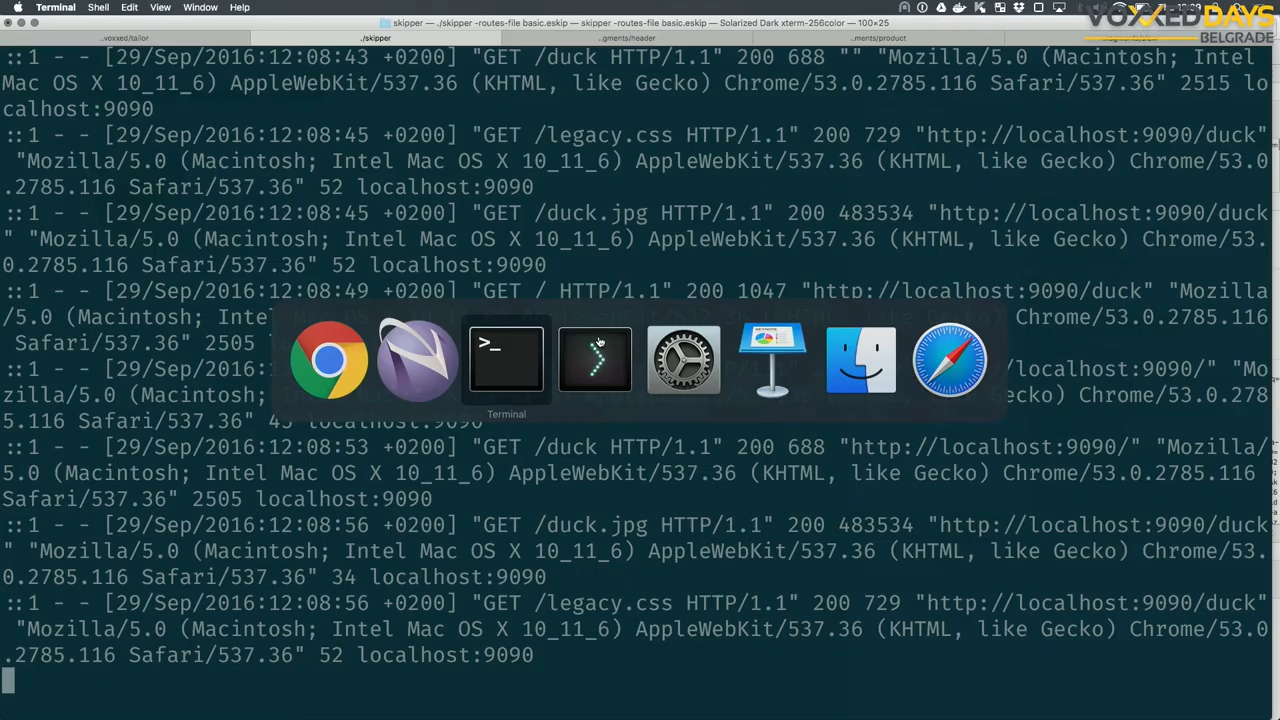 Terminal Shell Edit View Window Help
VOXXED DAYS
BELGRADE
skipper — ./skipper -routes-file basic.eskip — skipper -routes-file basic.eskip — Solarized Dark xterm-256color — 100×25
..voxxed/tailor ../skipper ..gments/header ..ments/product
::1 - - [29/Sep/2016:12:08:43 +0200] "GET /duck HTTP/1.1" 200 688 "" "Mozilla/5.0 (Macintosh; Intel
Mac OS X 10_11_6) AppleWebKit/537.36 (KHTML, like Gecko) Chrome/53.0.2785.116 Safari/537.36" 2515 lo
calhost:9090
::1 - - [29/Sep/2016:12:08:45 +0200] "GET /legacy.css HTTP/1.1" 200 729 "http://localhost:9090/duck"
"Mozilla/5.0 (Macintosh; Intel Mac OS X 10_11_6) AppleWebKit/537.36 (KHTML, like Gecko) Chrome/53.0
.2785.116 Safari/537.36" 52 localhost:9090
::1 - - [29/Sep/2016:12:08:45 +0200] "GET /duck.jpg HTTP/1.1" 200 483534 "http://localhost:9090/duck
" "Mozilla/5.0 (Macintosh; Intel Mac OS X 10_11_6) AppleWebKit/537.36 (KHTML, like Gecko) Chrome/53.
0.2785.116 Safari/537.36" 52 localhost:9090
::1 - - [29/Sep/2016:12:08:49 +0200] "GET / HTTP/1.1" 200 1047 "http://localhost:9090/duck" "Mozilla
/5.0
Safari/537.36"
>_
Terminal
::1 - - [29/Sep/2016:12:08:53 +0200] "GET /duck HTTP/1.1" 200 688 "http://localhost:9090/" "Mozilla/
5.0 (Macintosh; Intel Mac OS X 10_11_6) AppleWebKit/537.36 (KHTML, like Gecko) Chrome/53.0.2785.116
Safari/537.36" 2505 localhost:9090
::1 - - [29/Sep/2016:12:08:56 +0200] "GET /duck.jpg HTTP/1.1" 200 483534 "http://localhost:9090/duck
" "Mozilla/5.0 (Macintosh; Intel Mac OS X 10_11_6) AppleWebKit/537.36 (KHTML, like Gecko) Chrome/53.
0.2785.116 Safari/537.36" 34 localhost:9090
::1 - - [29/Sep/2016:12:08:56 +0200] "GET /legacy.css HTTP/1.1" 200 729 "http://localhost:9090/duck"
"Mozilla/5.0 (Macintosh; Intel Mac OS X 10_11_6) AppleWebKit/537.36 (KHTML, like Gecko) Chrome/53.0
.2785.116 Safari/537.36" 52 localhost:9090